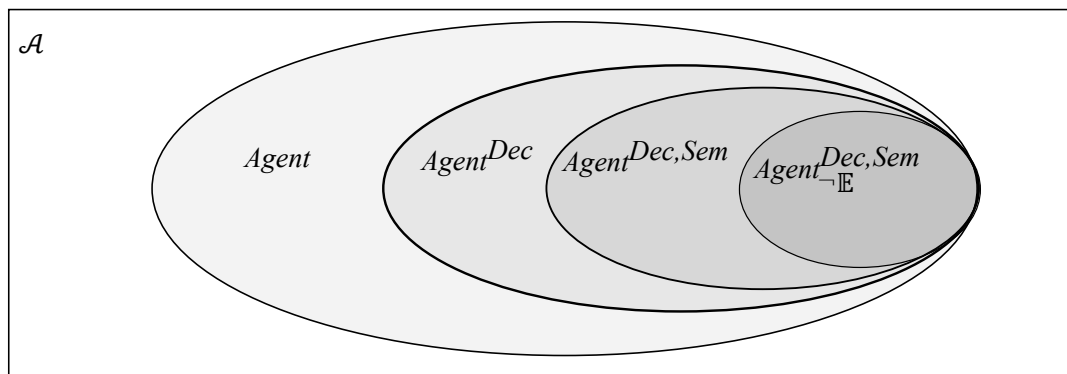 𝒜
Agent
Agent^Dec
Agent^Dec,Sem
Agent^Dec,Sem_¬𝔼